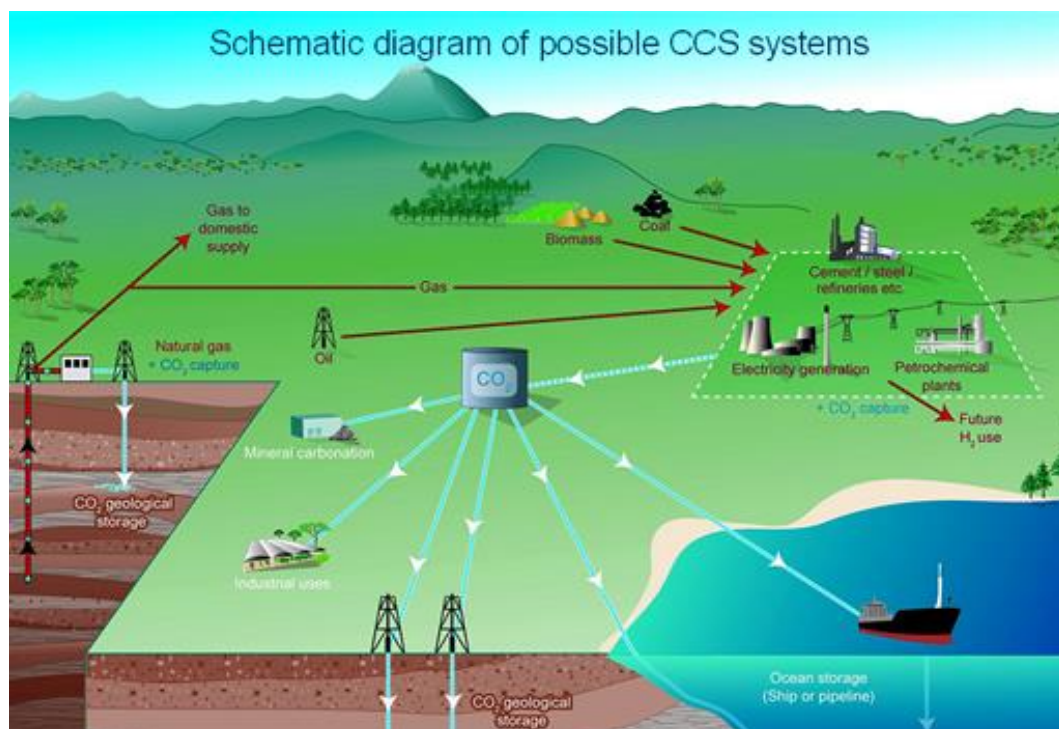 Schematic diagram of possible CCS systems
Gas to
domestic
supply
Biomass
Coal
Cement / steel /
refineries etc.
Gas
Oil
Natural gas
+ CO₂ capture
CO₂
Electricity generation
Petrochemical
plants
+ CO₂ capture
Future
H₂ use
Mineral carbonation
CO₂ geological
storage
Industrial uses
Ocean storage
(Ship or pipeline)
CO₂ geological
storage